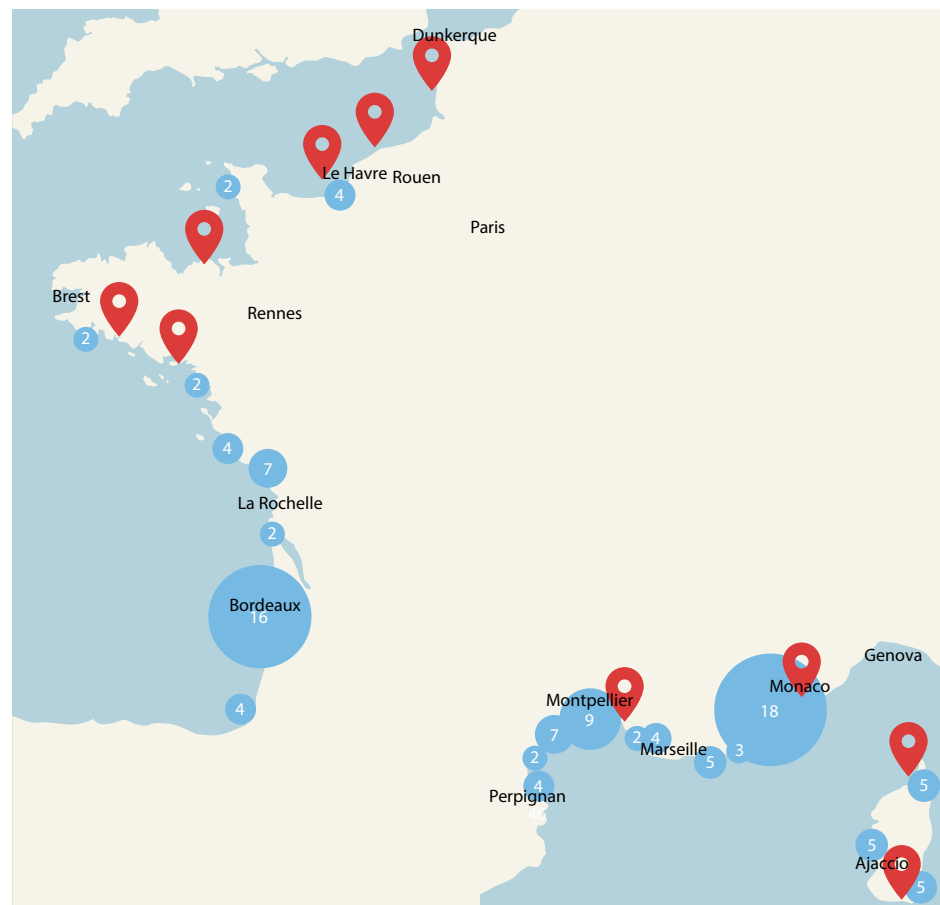 Dunkerque
Le Havre
Rouen
2
4
Paris
Brest
Rennes
2
2
4
7
La Rochelle
2
Bordeaux
16
4
Genova
Monaco
18
Montpellier
9
7
2
4
Marseille
3
5
2
4
Perpignan
5
5
Ajaccio
5